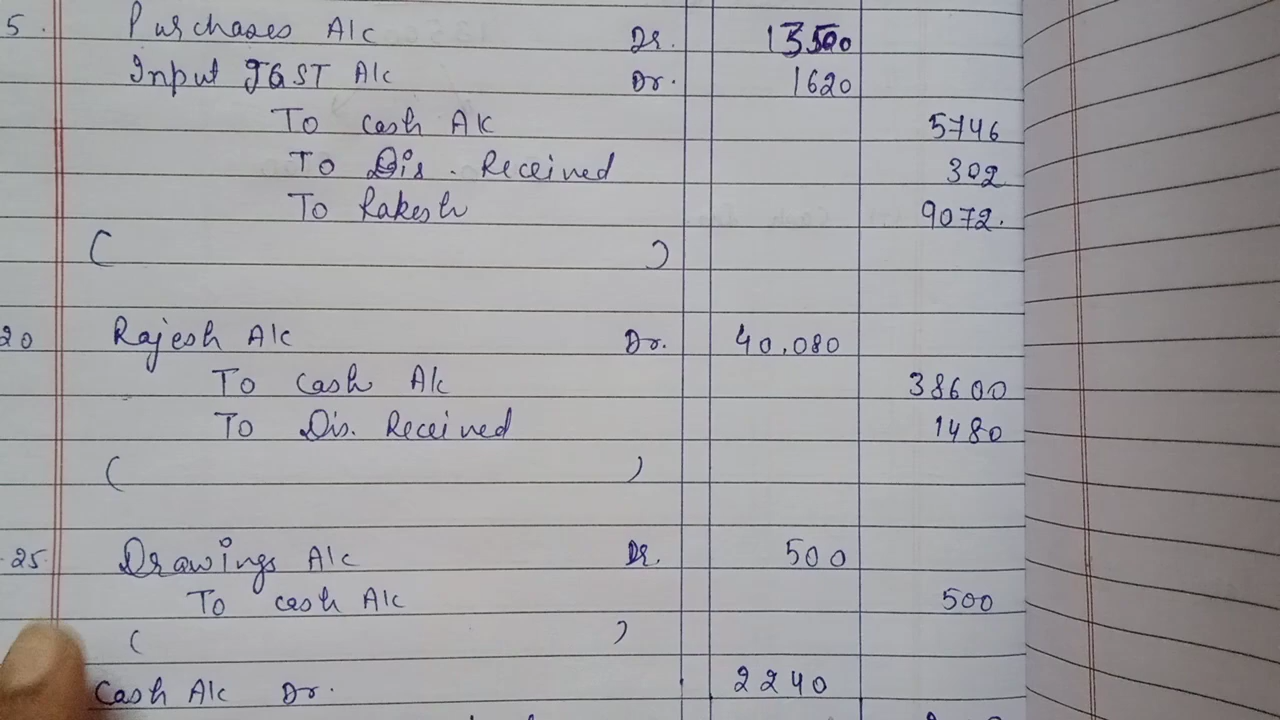 5. Purchases A/c Dr. 13500
Input IGST A/c Dr. 1620
To cash A/c 5746
To Dis. Received 302
To Rakesh 9072.
( )
20 Rajesh A/c Dr. 40,080
To cash A/c 38600
To Dis. Received 1480
( )
25 Drawings A/c Dr. 500
To cash A/c 500
( )
Cash A/c Dr. 2240